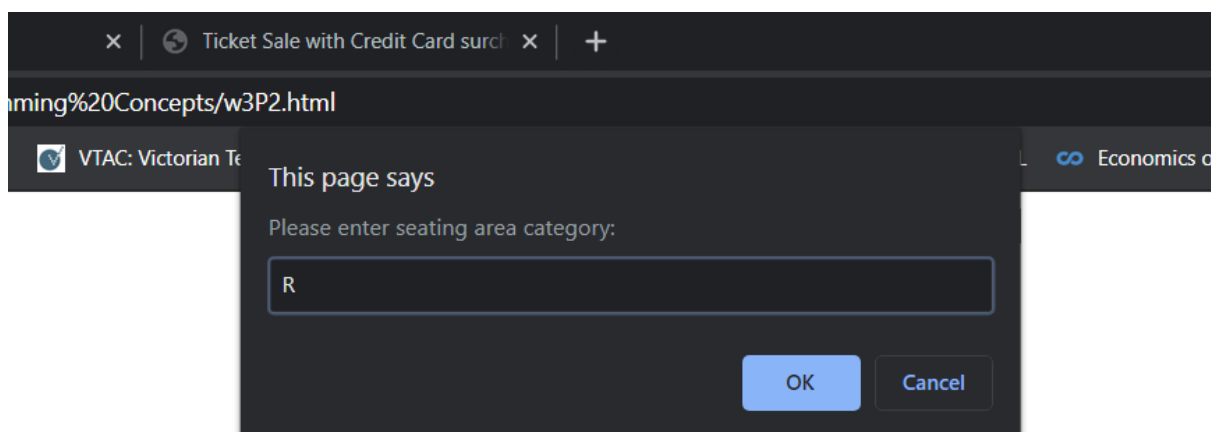 Ticket Sale with Credit Card surch
mming%20Concepts/w3P2.html
VTAC: Victorian Te
L
Economics o
This page says
Please enter seating area category:
R
OK
Cancel